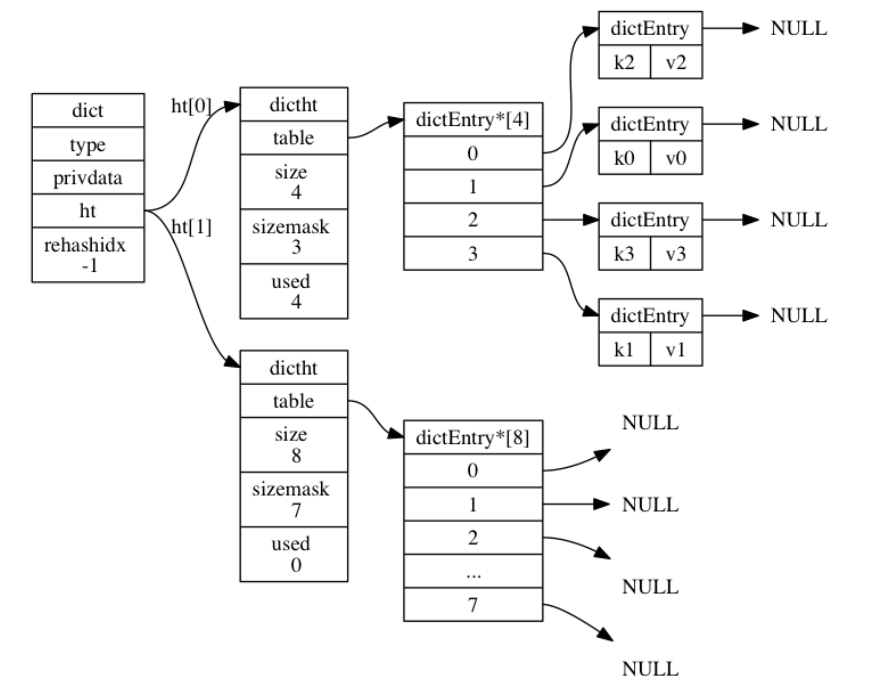 dict
type
privdata
ht
rehashidx
-1
ht[0]
ht[1]
dictht
table
size
4
sizemask
3
used
4
dictEntry*[4]
0
1
2
3
dictEntry
k2 v2
NULL
dictEntry
k0 v0
NULL
dictEntry
k3 v3
NULL
dictEntry
k1 v1
NULL
dictht
table
size
8
sizemask
7
used
0
dictEntry*[8]
0
1
2
...
7
NULL
NULL
NULL
NULL